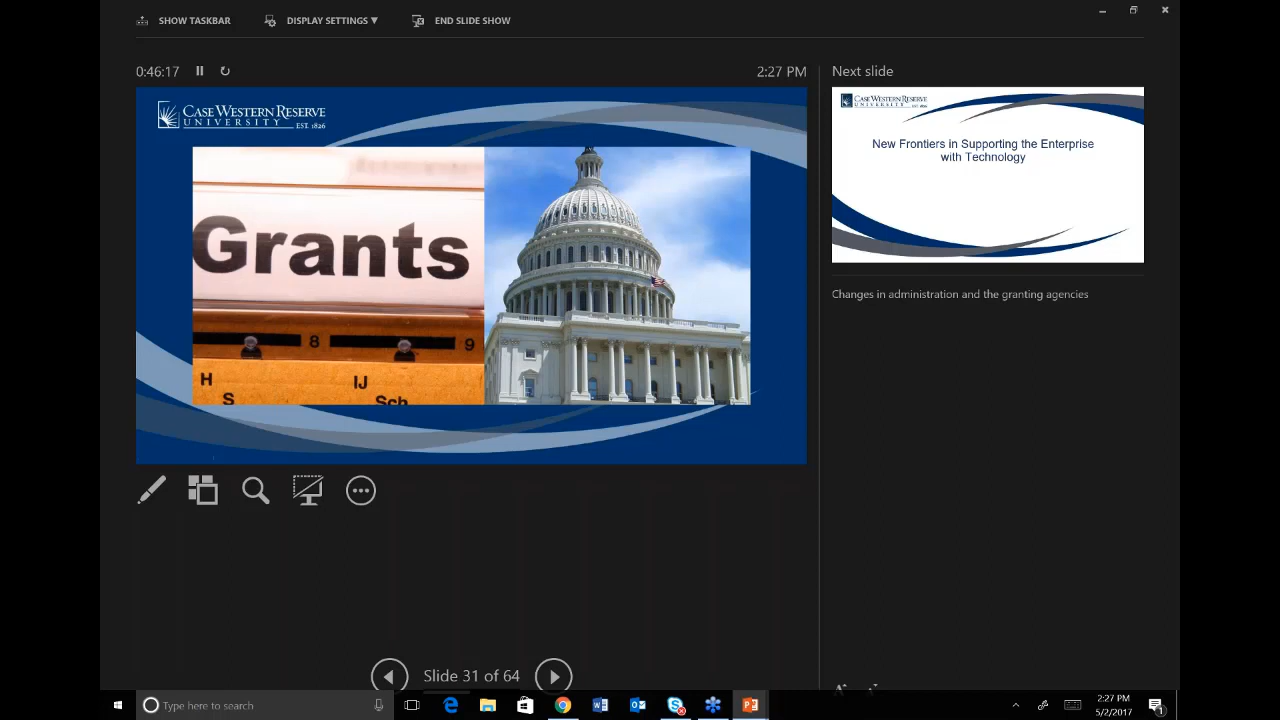 SHOW TASKBAR
DISPLAY SETTINGS ▼
END SLIDE SHOW
0:46:17
2:27 PM
Next slide
CASE WESTERN RESERVE
UNIVERSITY EST. 1826
Grants
8
9
H
IJ
S
Sch
CASE WESTERN RESERVE
UNIVERSITY EST. 1826
New Frontiers in Supporting the Enterprise
with Technology
Changes in administration and the granting agencies
Slide 31 of 64
Type here to search
2:27 PM
5/2/2017
1